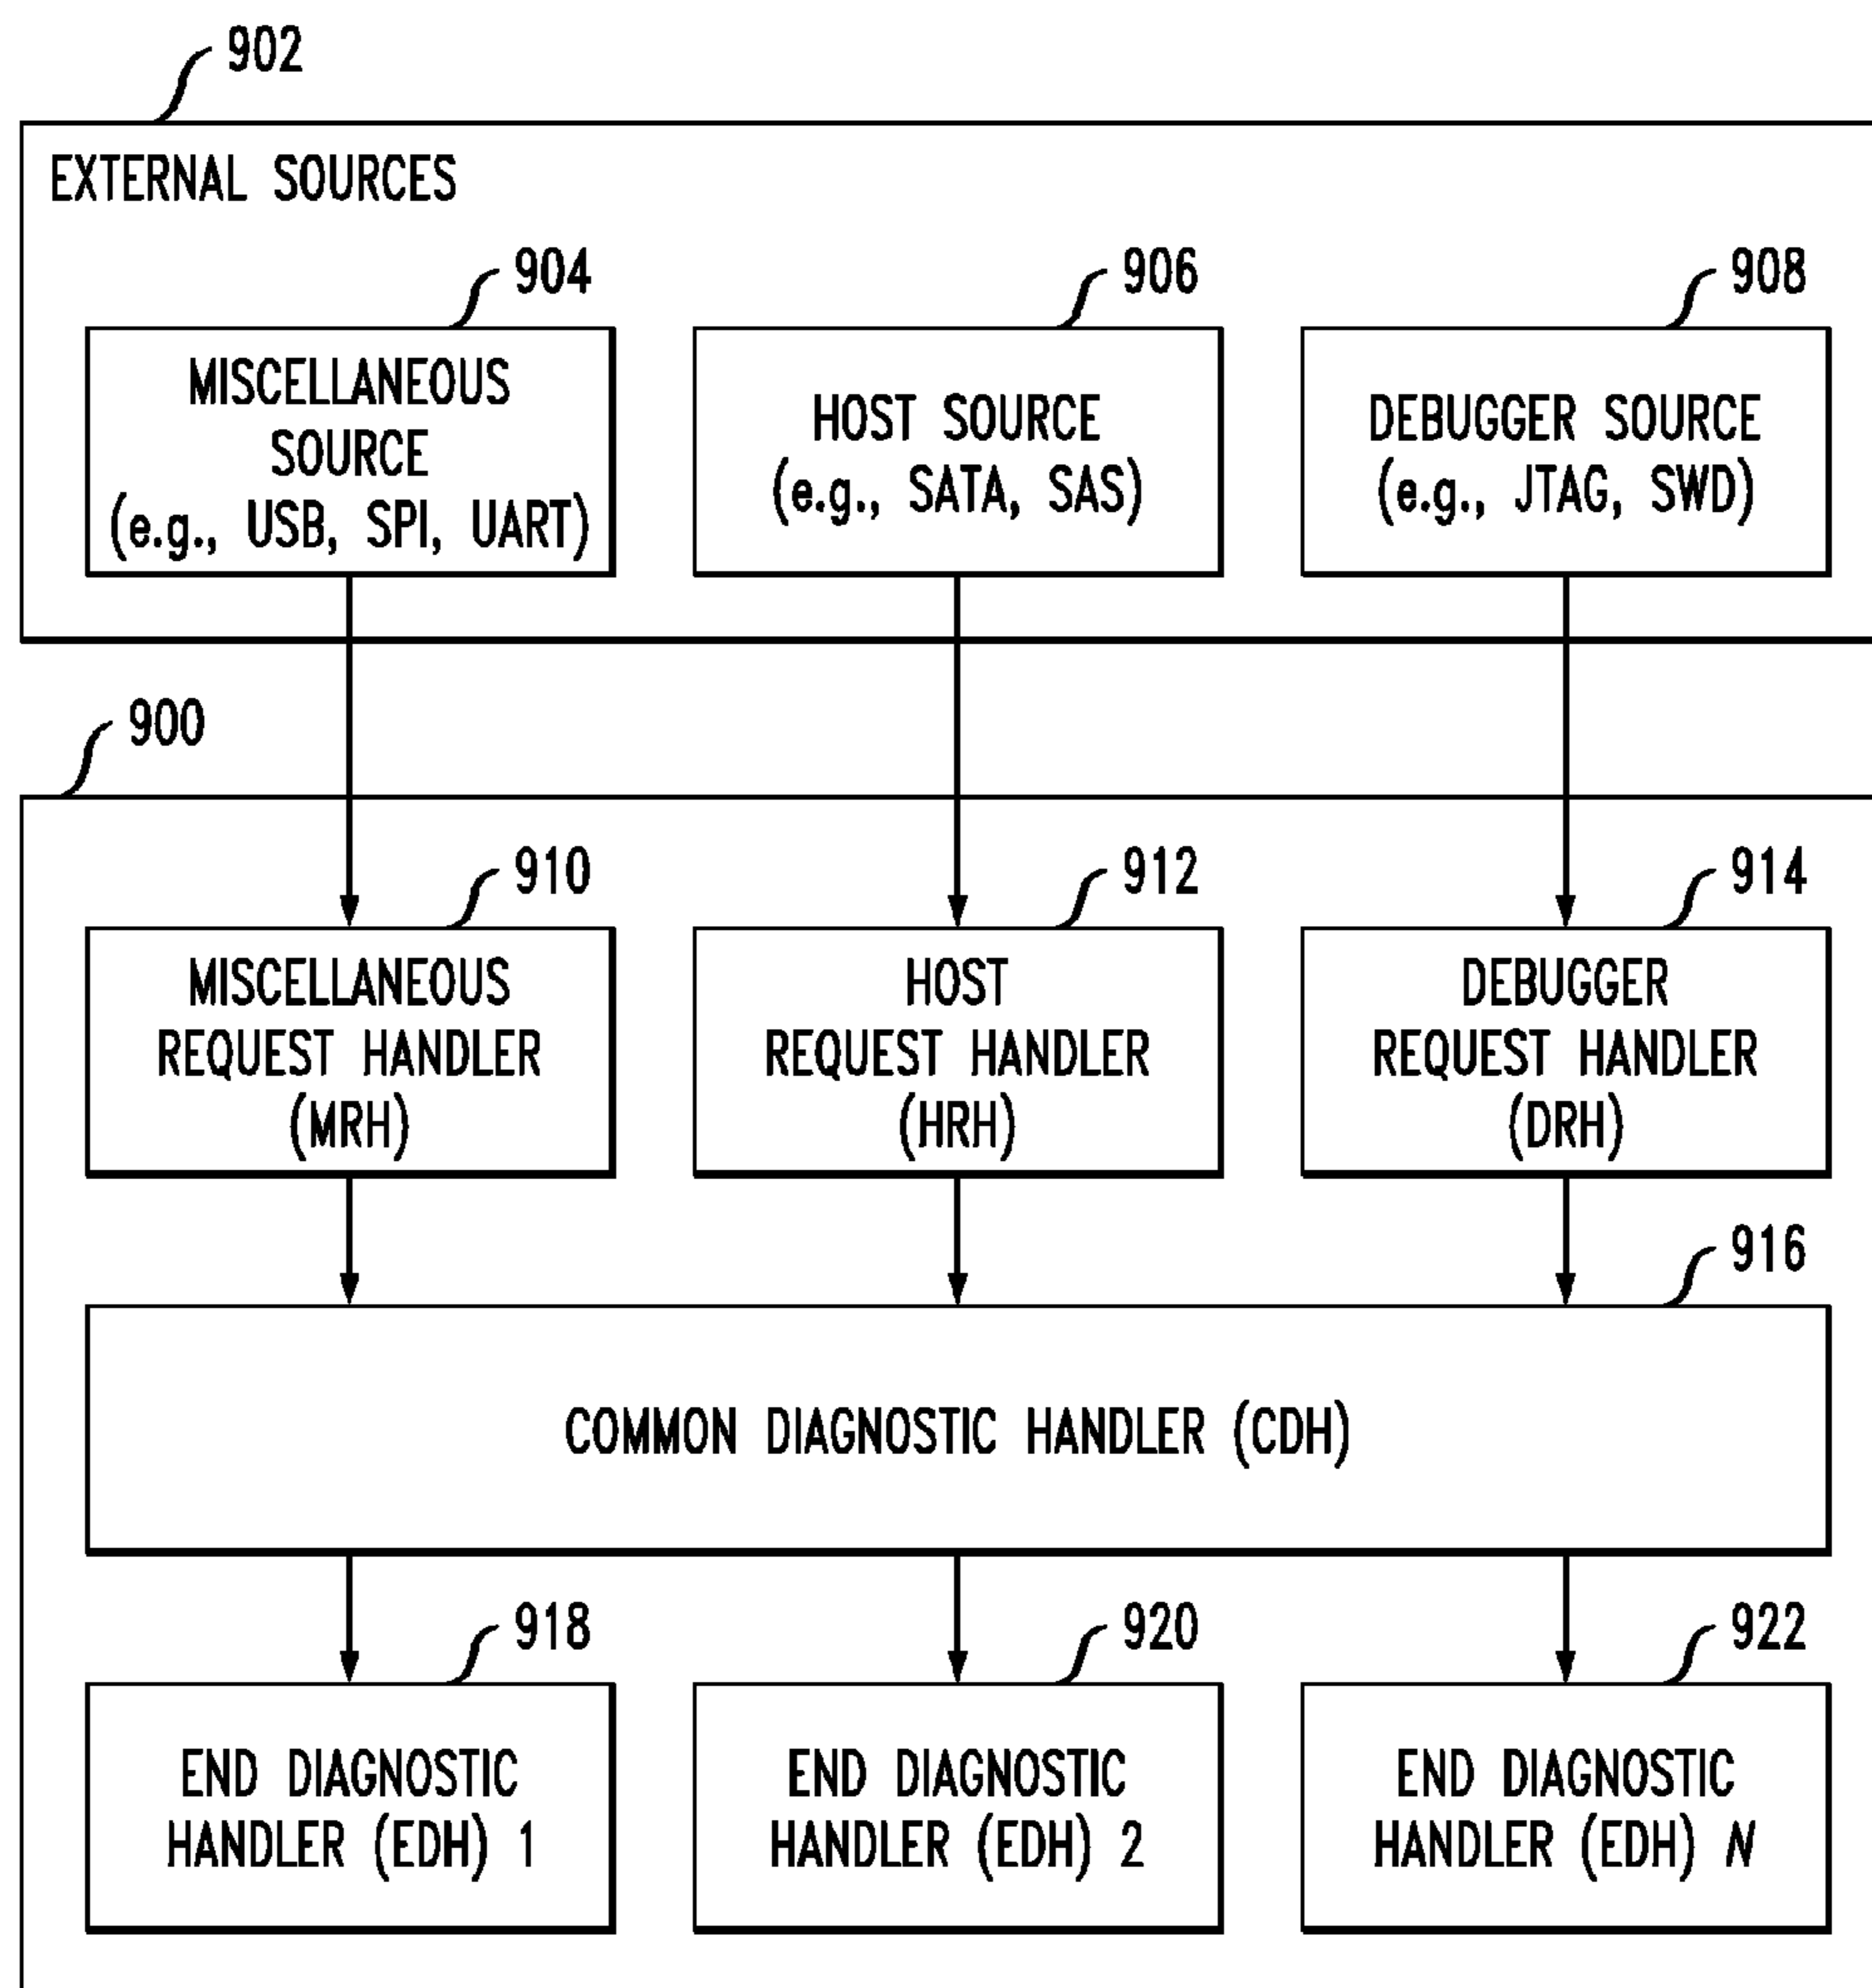 902
EXTERNAL SOURCES
904
906
908
MISCELLANEOUS
SOURCE
(e.g., USB, SPI, UART)
HOST SOURCE
(e.g., SATA, SAS)
DEBUGGER SOURCE
(e.g., JTAG, SWD)
900
910
912
914
MISCELLANEOUS
REQUEST HANDLER
(MRH)
HOST
REQUEST HANDLER
(HRH)
DEBUGGER
REQUEST HANDLER
(DRH)
916
COMMON DIAGNOSTIC HANDLER (CDH)
918
920
922
END DIAGNOSTIC
HANDLER (EDH) 1
END DIAGNOSTIC
HANDLER (EDH) 2
END DIAGNOSTIC
HANDLER (EDH) N